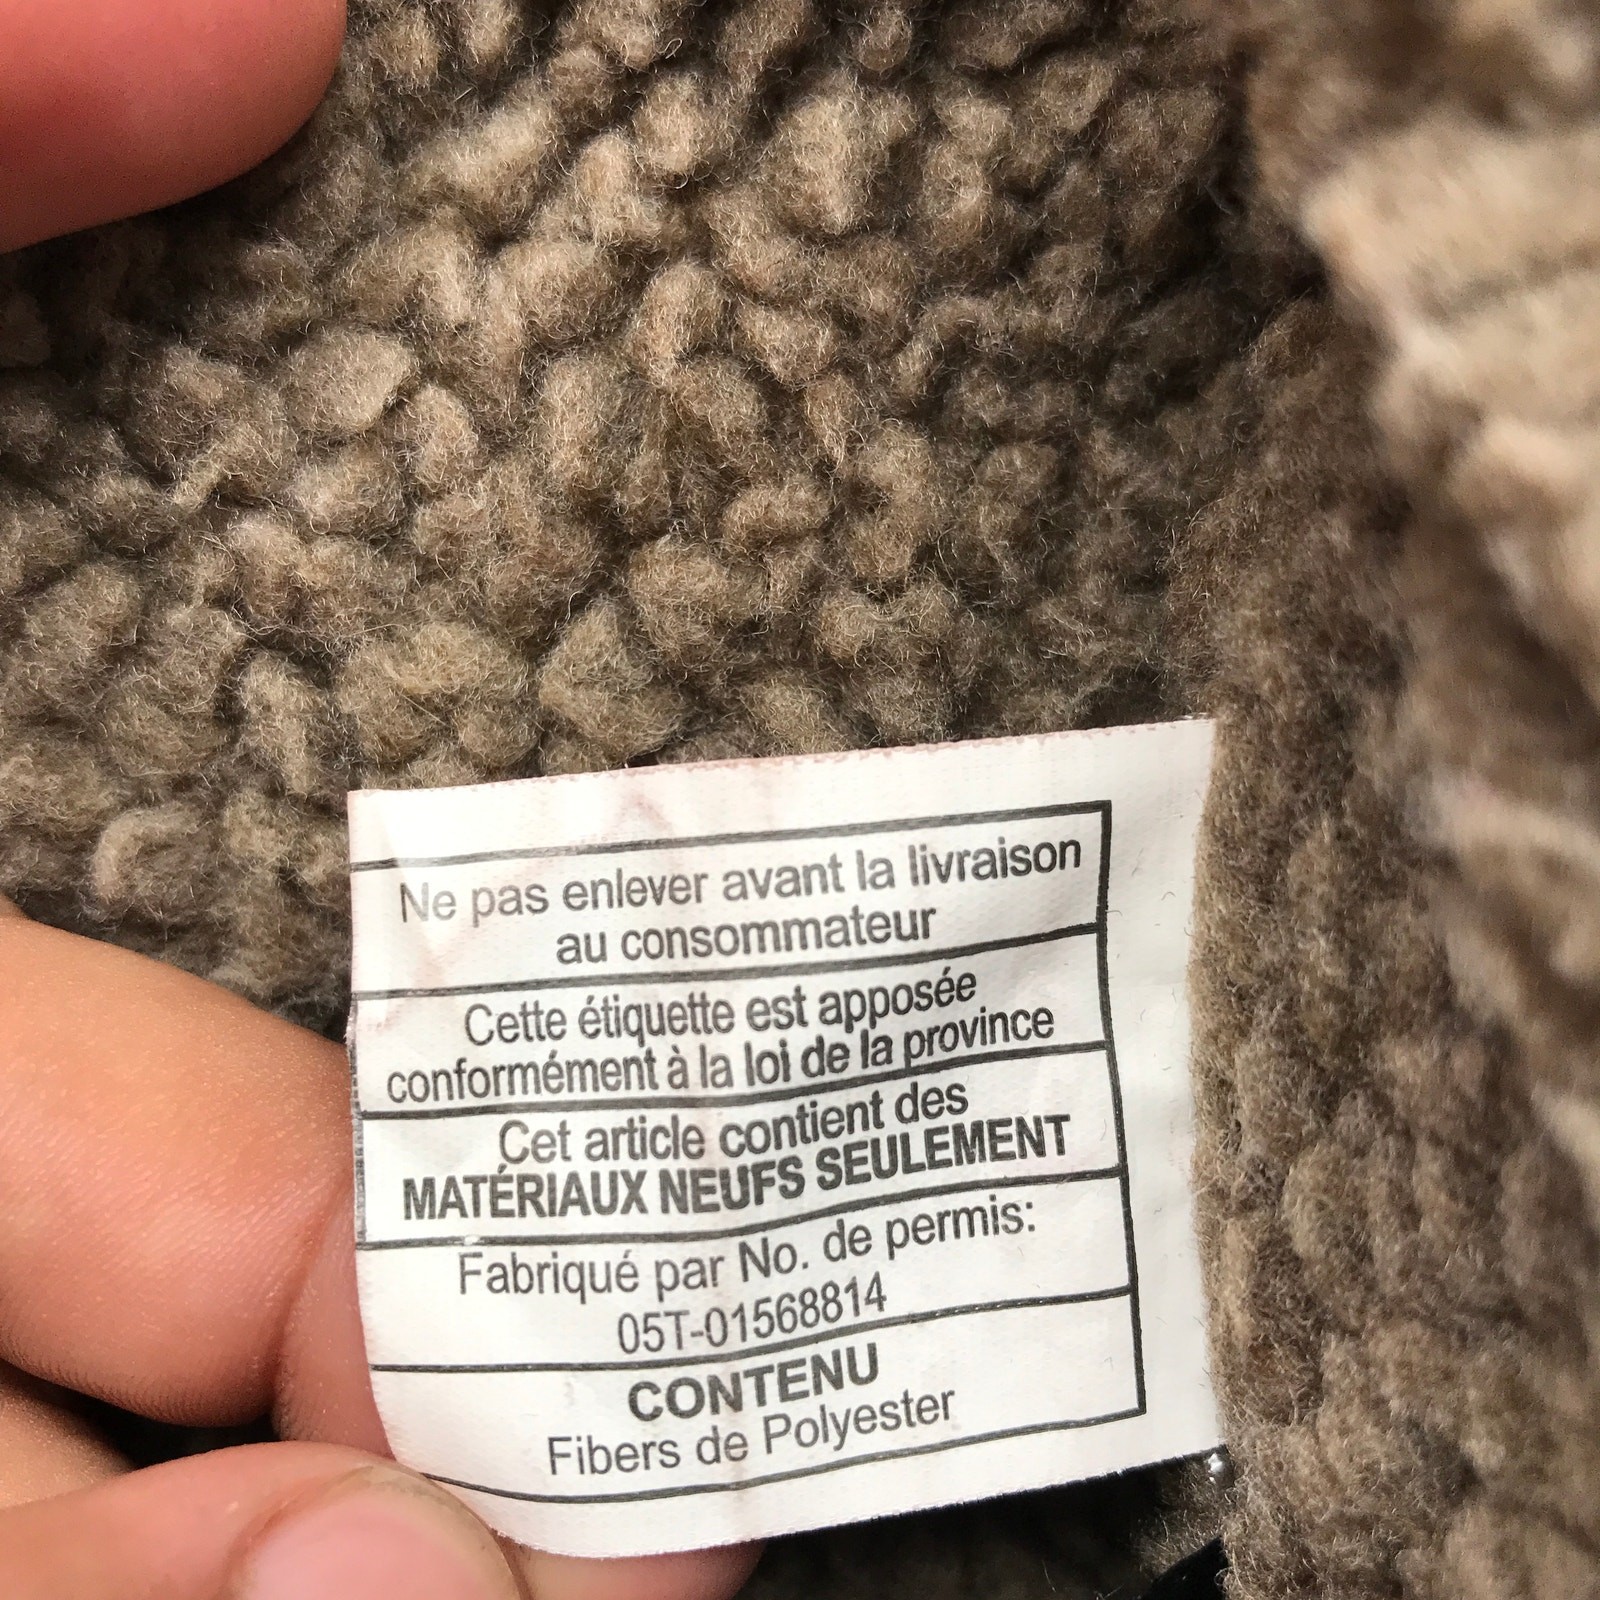 Ne pas enlever avant la livraison
au consommateur
Cette étiquette est apposée
conformément à la loi de la province
Cet article contient des
MATÉRIAUX NEUFS SEULEMENT
Fabriqué par No. de permis:
05T-01568814
CONTENU
Fibers de Polyester